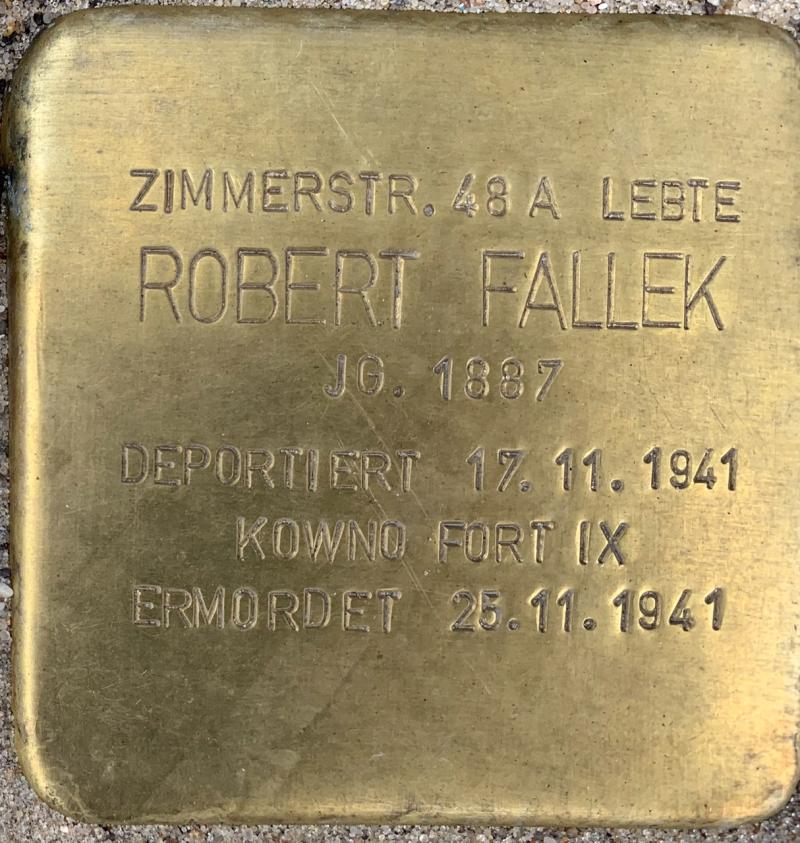 ZIMMERSTR. 48 A LEBTE
ROBERT FALLEK
JG. 1887
DEPORTIERT 17.11.1941
KOWNO FORT IX
ERMORDET 25.11.1941